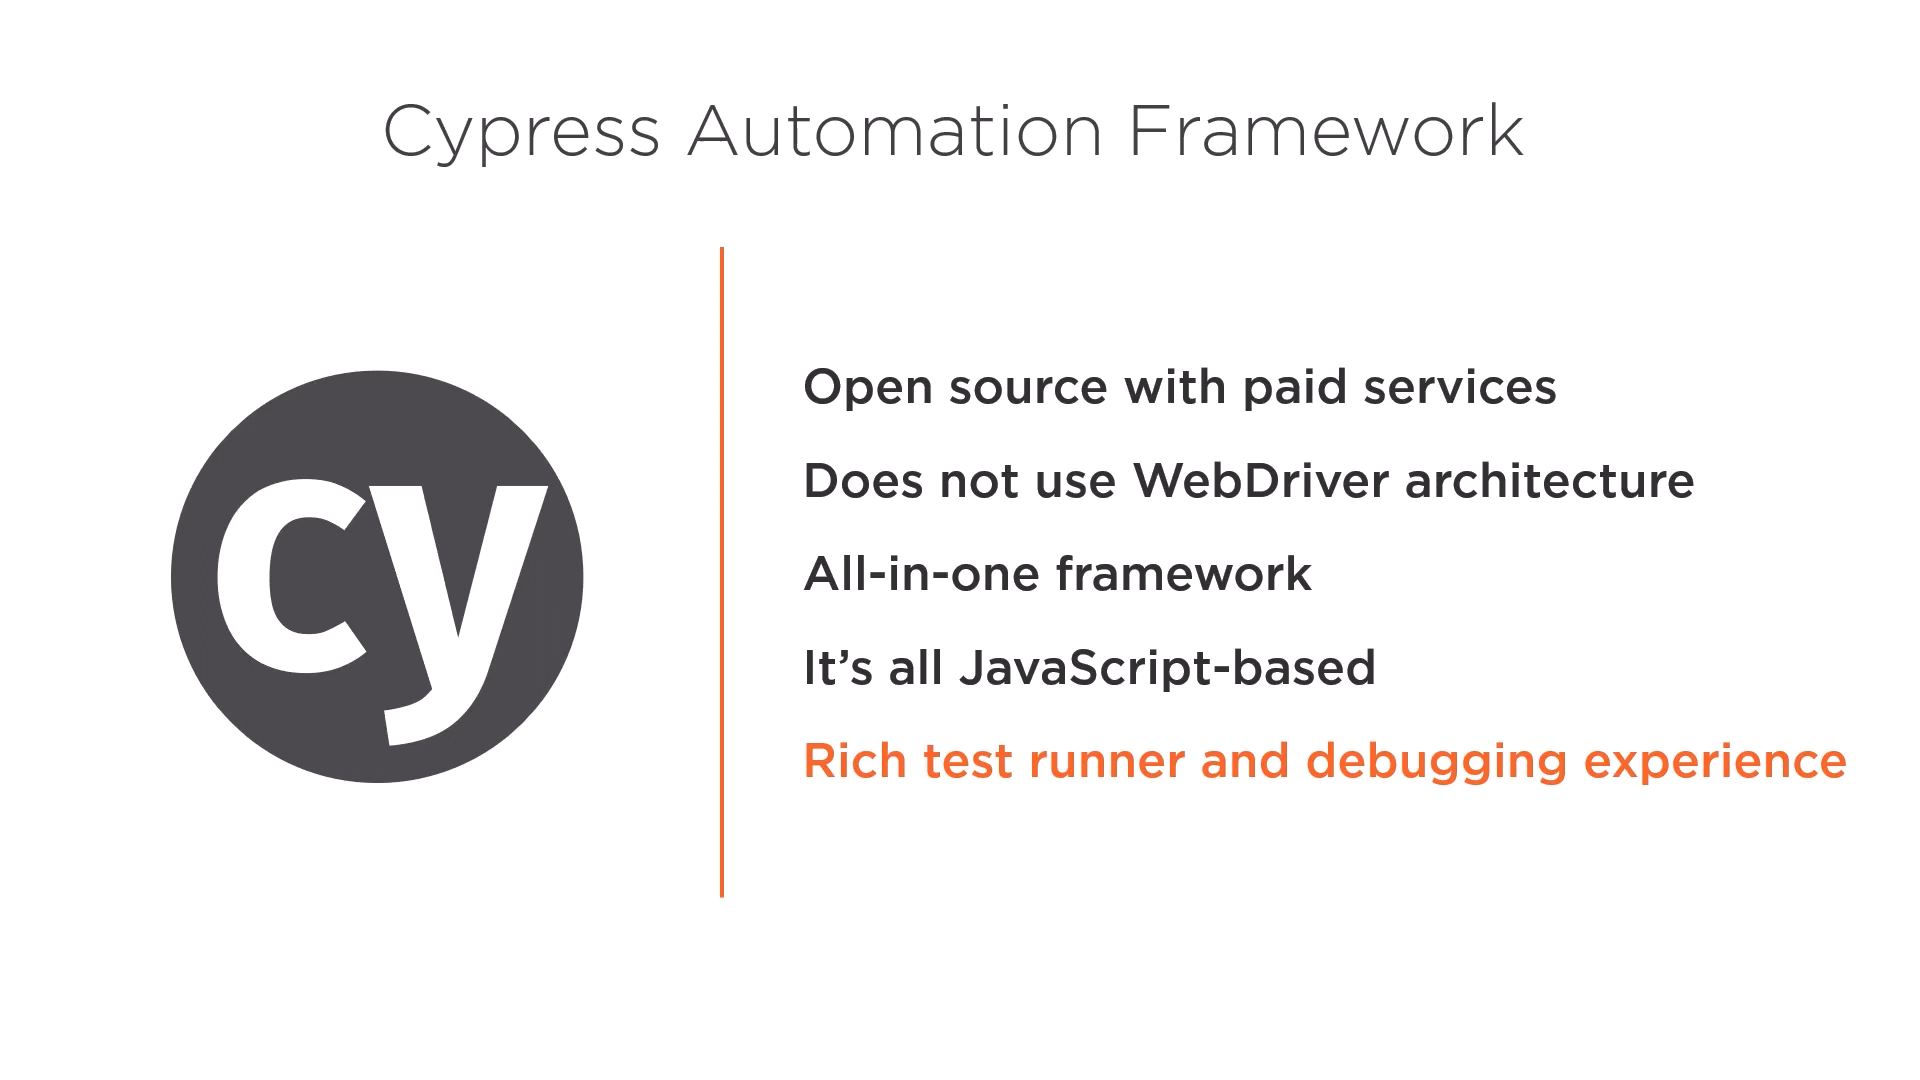 Cypress Automation Framework
cy
Open source with paid services
Does not use WebDriver architecture
All-in-one framework
It’s all JavaScript-based
Rich test runner and debugging experience